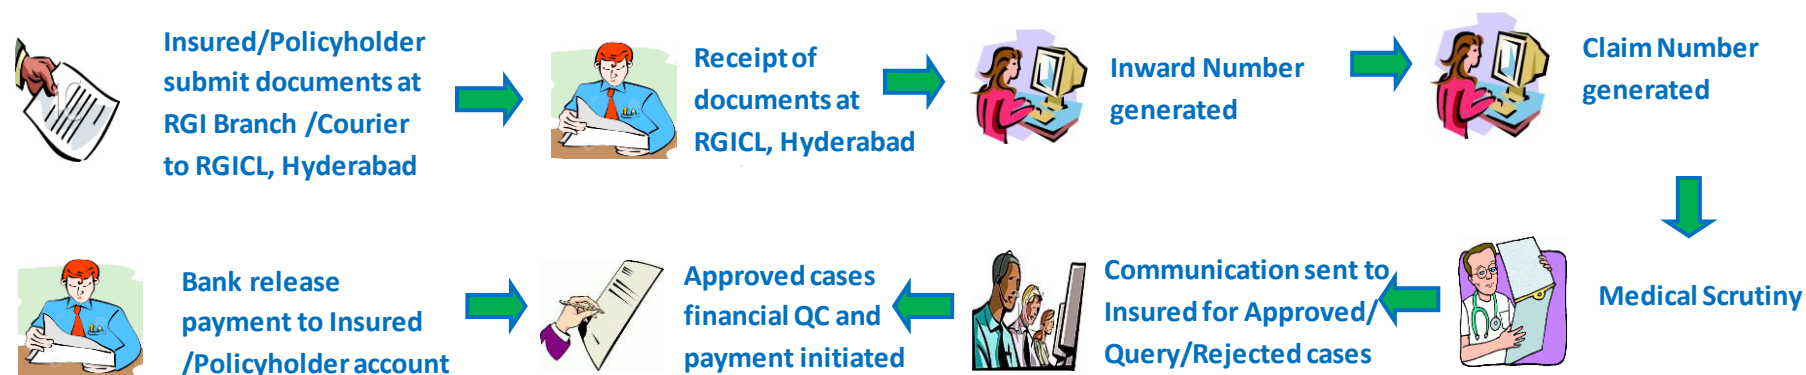 Insured/Policyholder
submit documents at
RGI Branch /Courier
to RGICL, Hyderabad
Receipt of
documents at
RGICL, Hyderabad
Inward Number
generated
Claim Number
generated
Medical Scrutiny
Communication sent to
Insured for Approved/
Query/Rejected cases
Approved cases
financial QC and
payment initiated
Bank release
payment to Insured
/Policyholder account